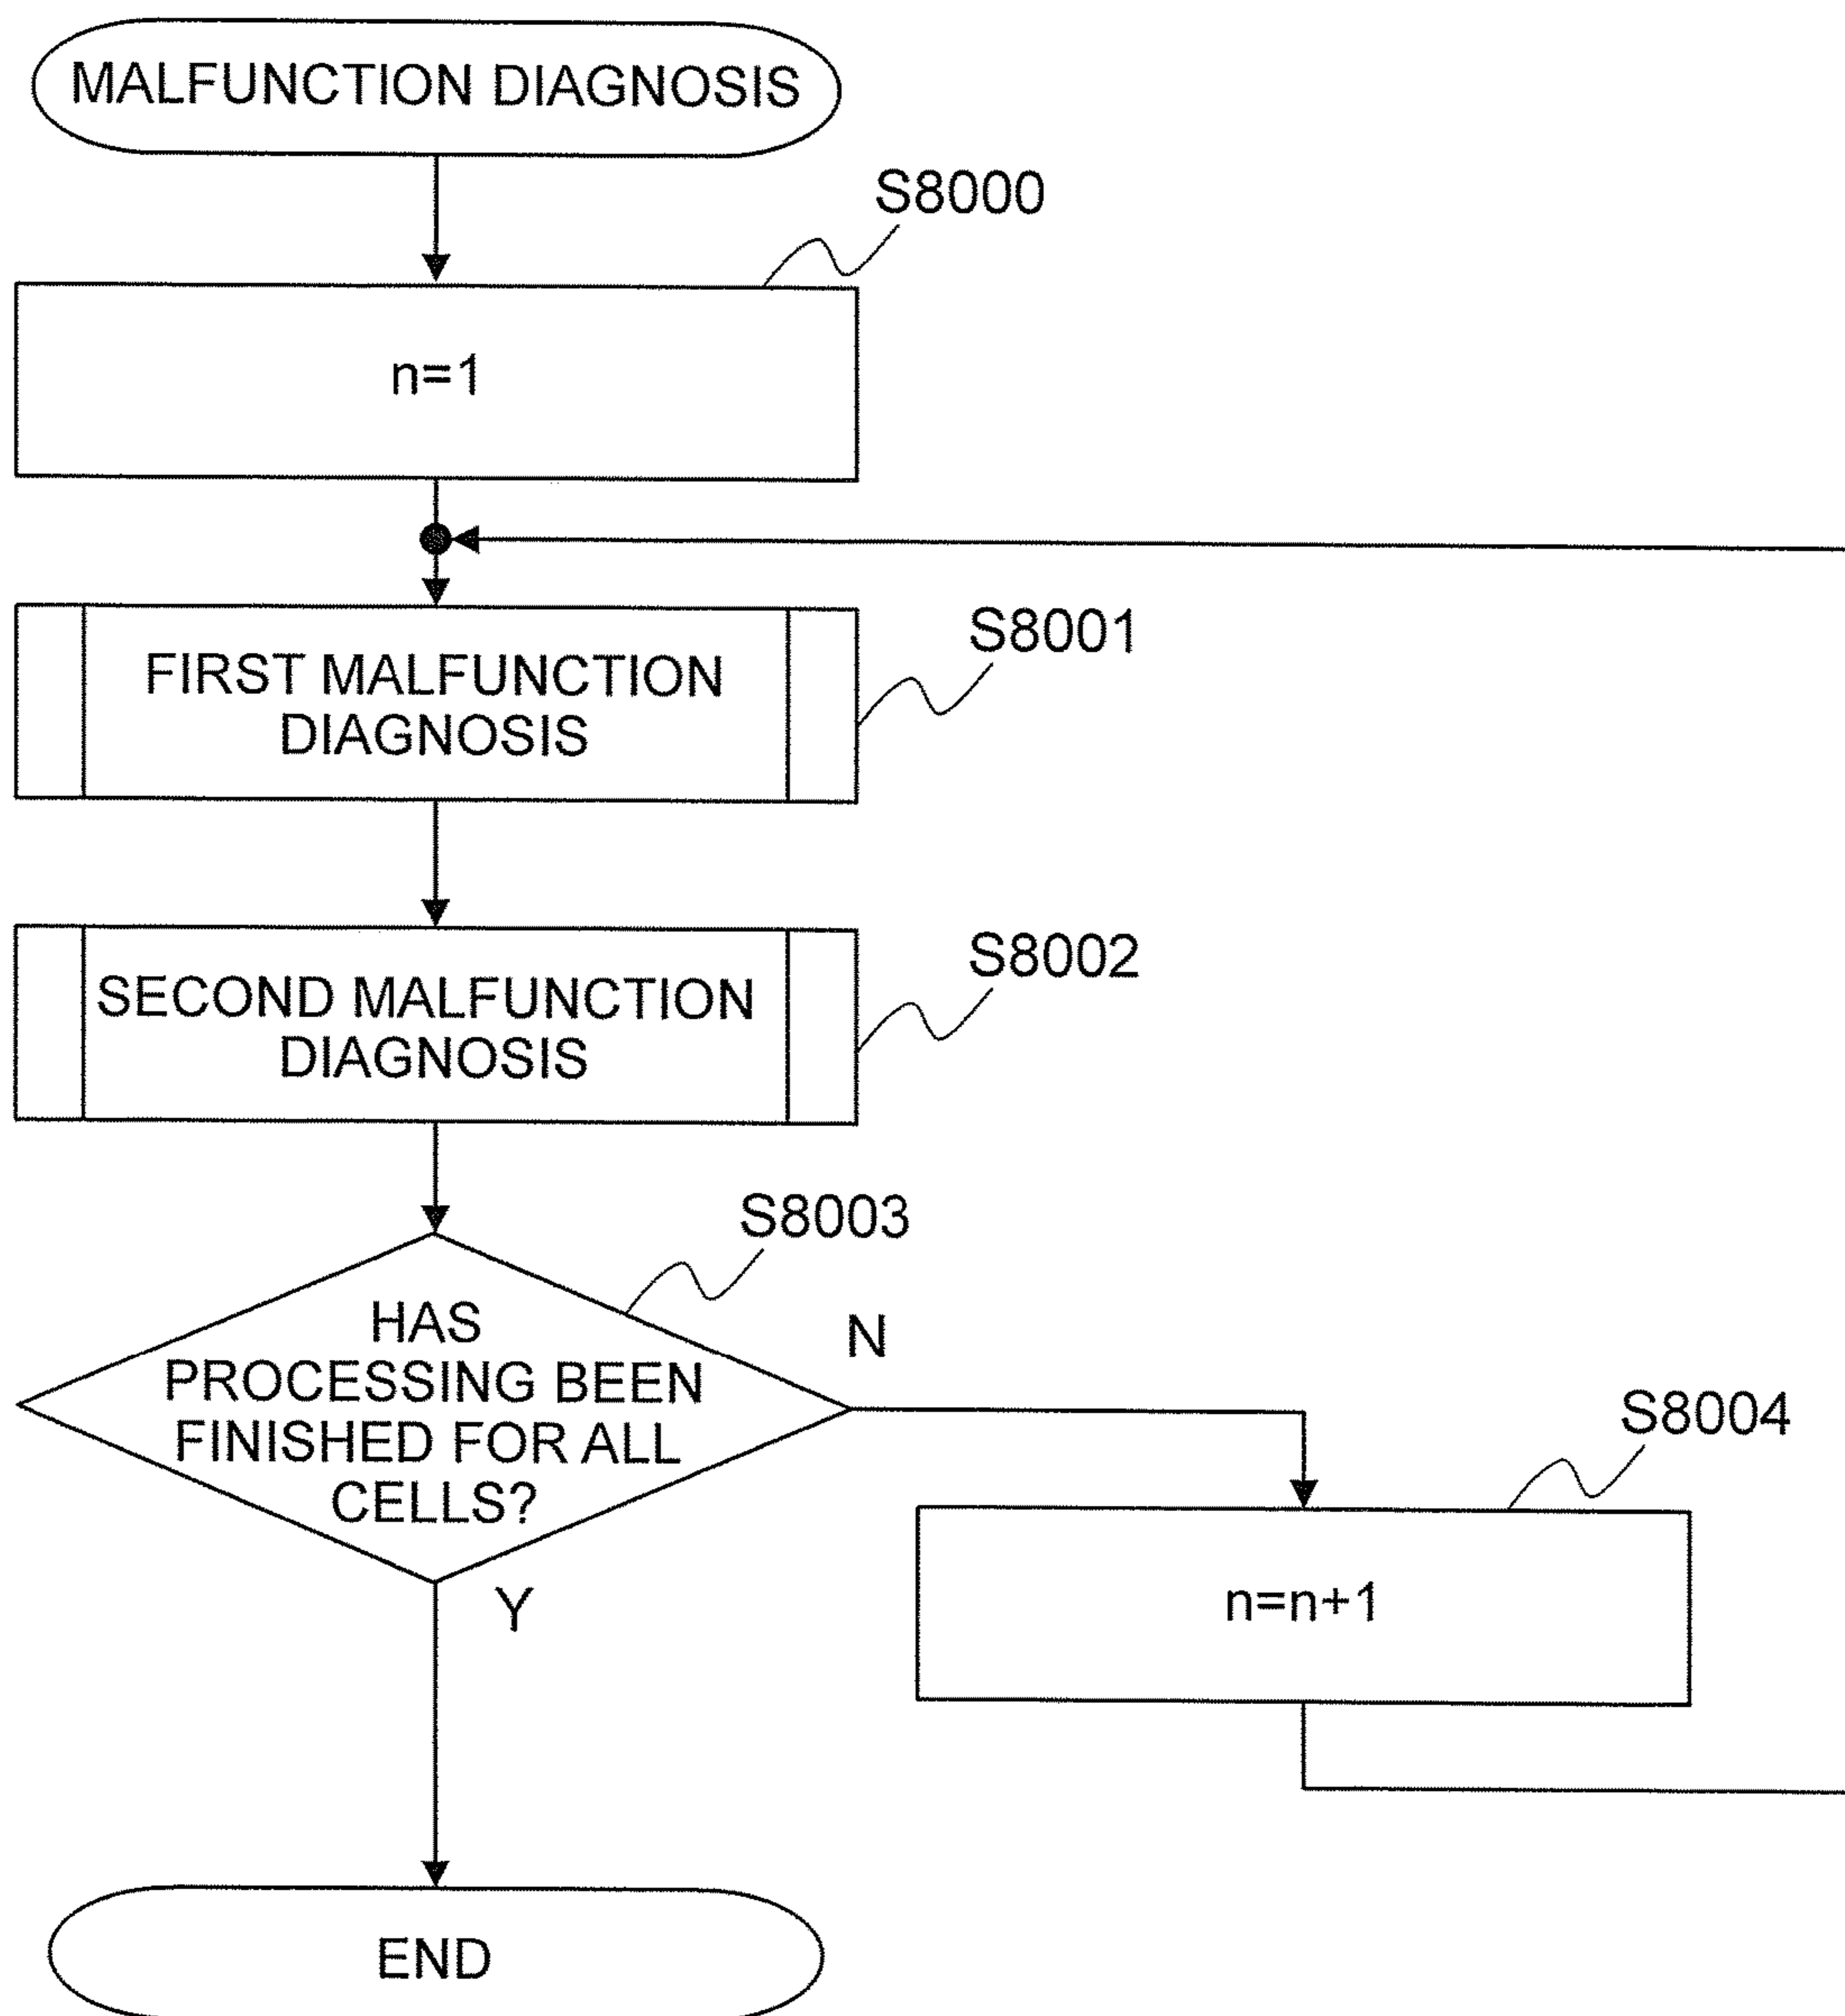 MALFUNCTION DIAGNOSIS
S8000
n=1
S8001
FIRST MALFUNCTION
DIAGNOSIS
S8002
SECOND MALFUNCTION
DIAGNOSIS
S8003
HAS
PROCESSING BEEN
FINISHED FOR ALL
CELLS?
N
Y
S8004
n=n+1
END